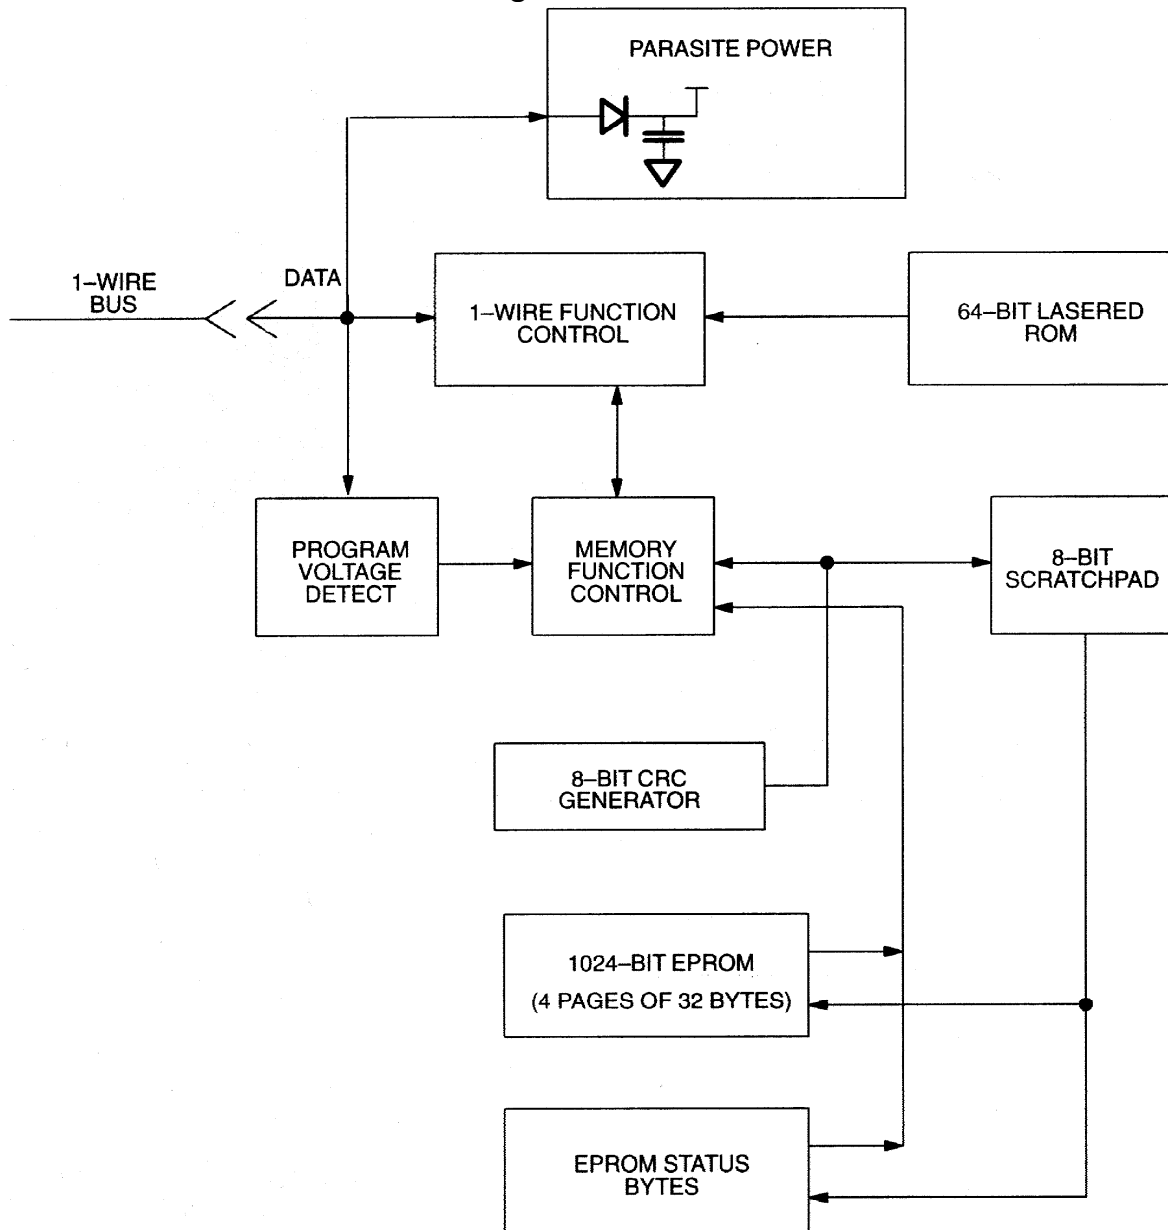 PARASITE POWER
1–WIRE
BUS
DATA
1–WIRE FUNCTION
CONTROL
64–BIT LASERED
ROM
PROGRAM
VOLTAGE
DETECT
MEMORY
FUNCTION
CONTROL
8–BIT
SCRATCHPAD
8–BIT CRC
GENERATOR
1024–BIT EPROM
(4 PAGES OF 32 BYTES)
EPROM STATUS
BYTES